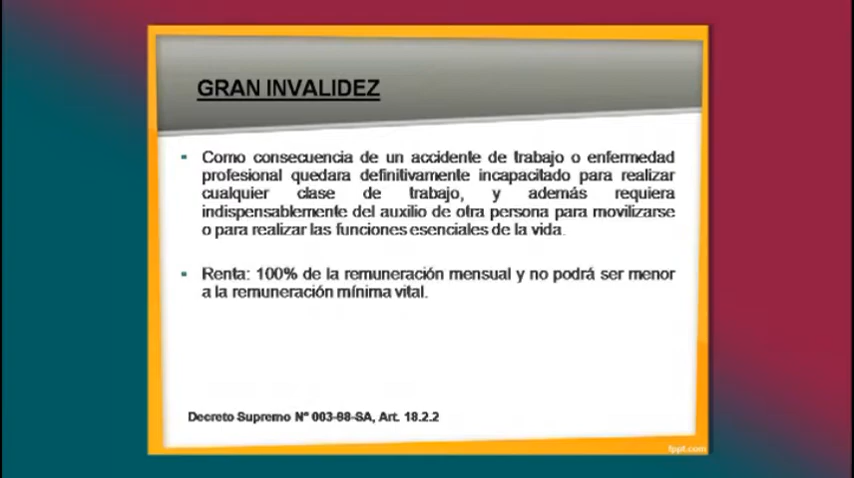 GRAN INVALIDEZ
Como consecuencia de un accidente de trabajo o enfermedad
profesional quedara definitivamente incapacitado para realizar
cualquier clase de trabajo, y además requiera
indispensablemente del auxilio de otra persona para movilizarse
o para realizar las funciones esenciales de la vida.
Renta: 100% de la remuneración mensual y no podrá ser menor
a la remuneración mínima vital.
Decreto Supremo Nº 003-98-SA, Art. 18.2.2
fppt.com